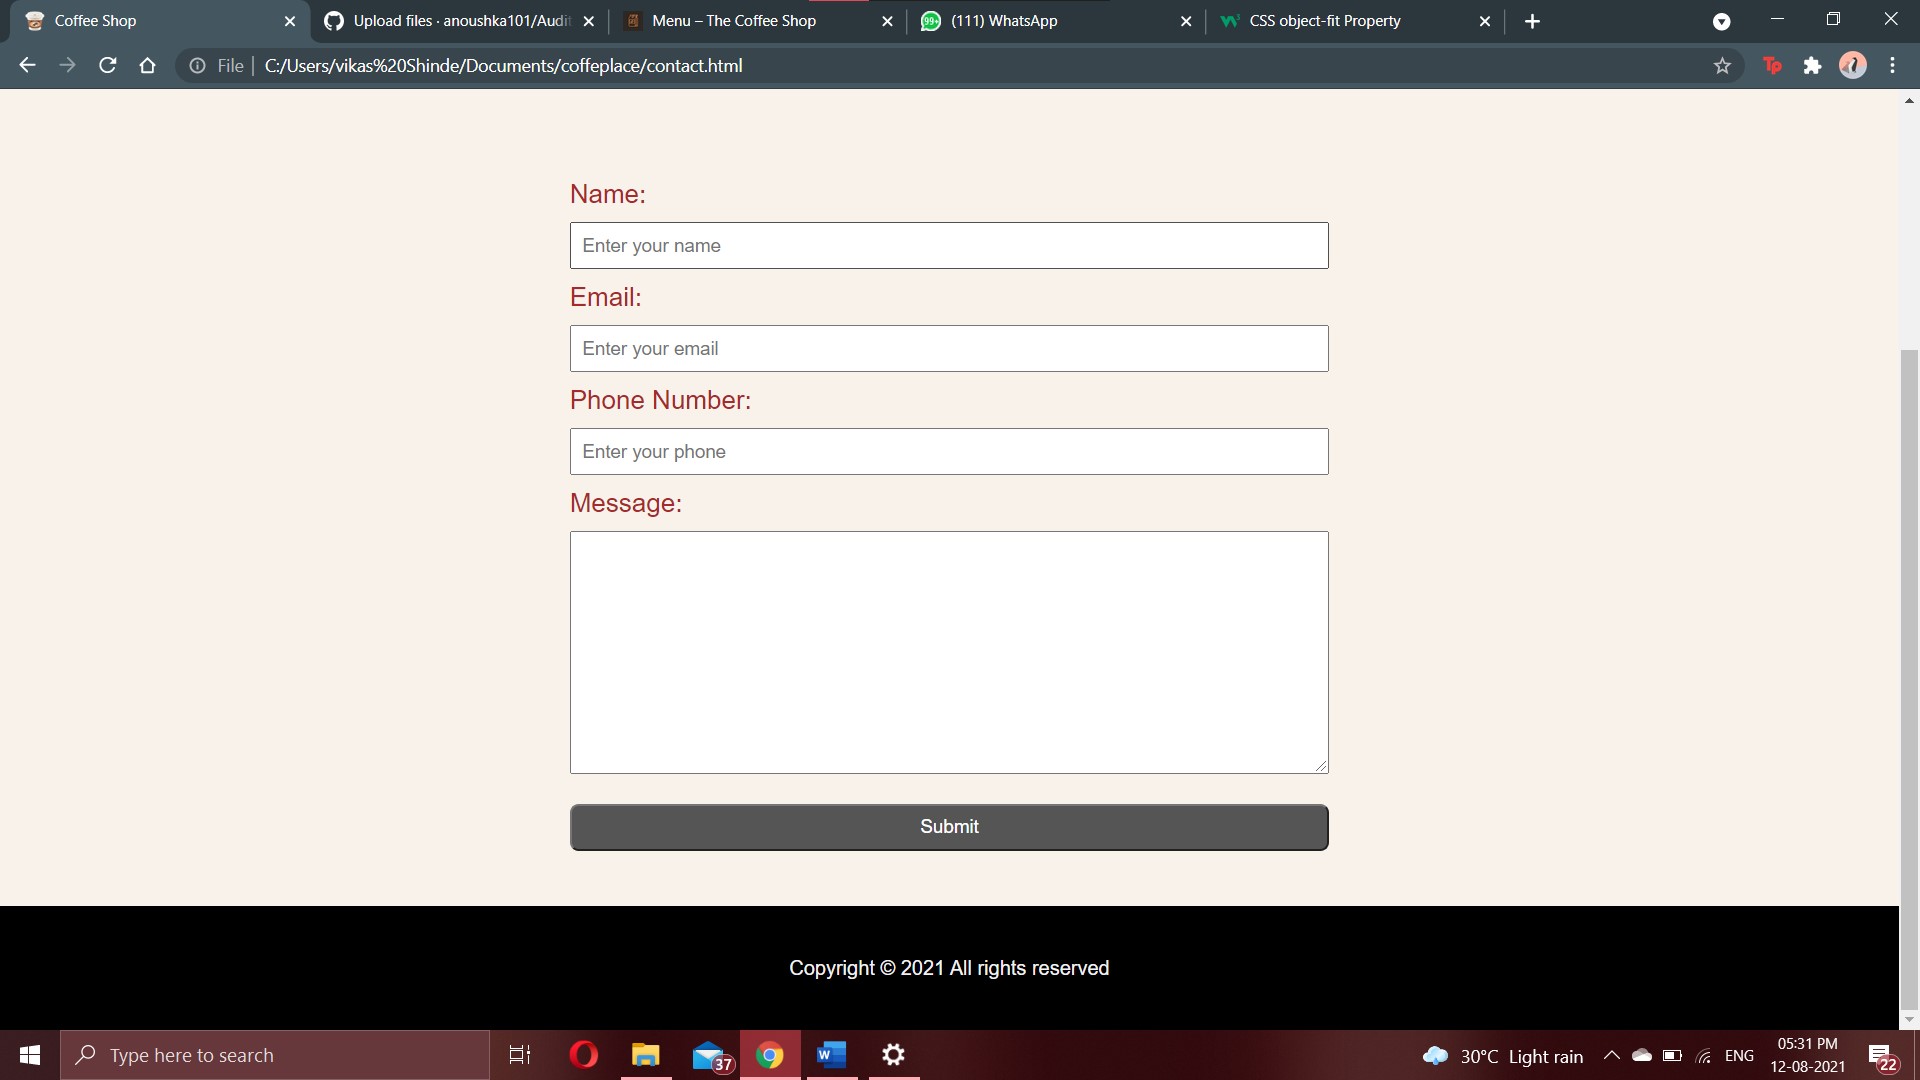 Coffee Shop
Upload files · anoushka101/Audit
Menu – The Coffee Shop
99+
(111) WhatsApp
CSS object-fit Property
File
C:/Users/vikas%20Shinde/Documents/coffeplace/contact.html
Tp
Name:
Enter your name
Email:
Enter your email
Phone Number:
Enter your phone
Message:
Submit
Copyright © 2021 All rights reserved
Type here to search
37
W
30°C Light rain
ENG
05:31 PM
12-08-2021
22